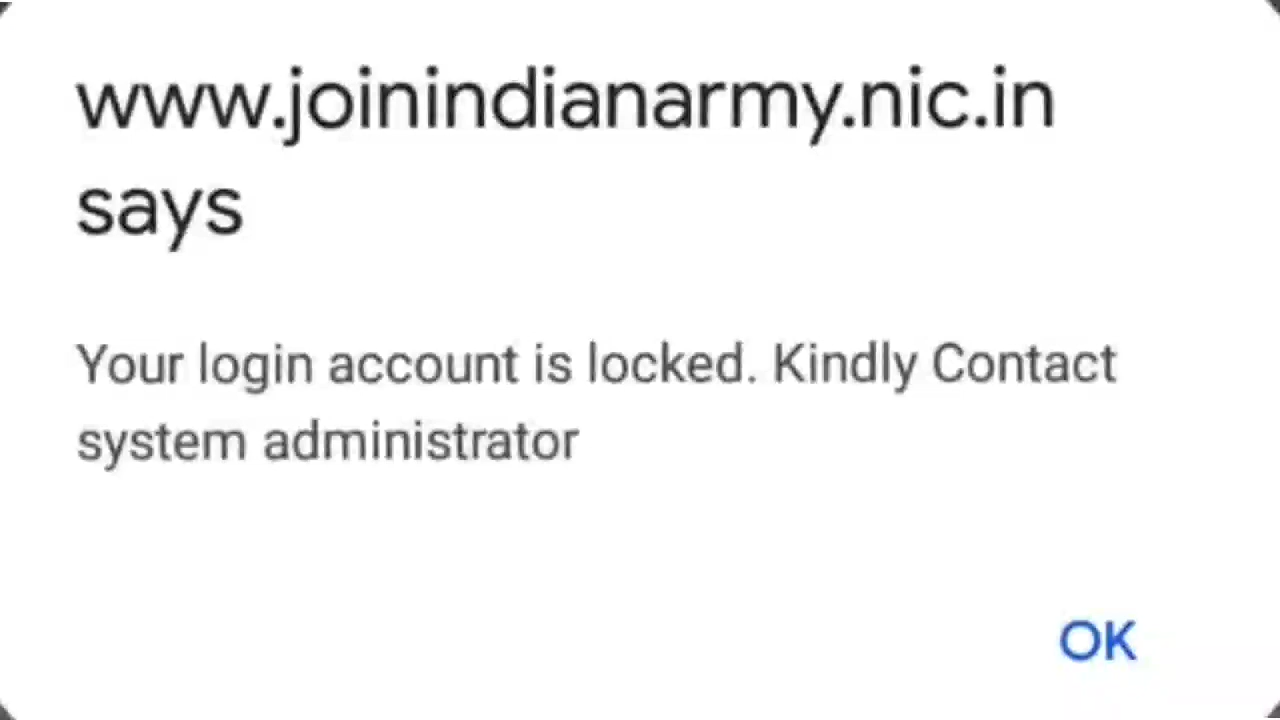 www.joinindianarmy.nic.in
says
Your login account is locked. Kindly Contact
system administrator
OK